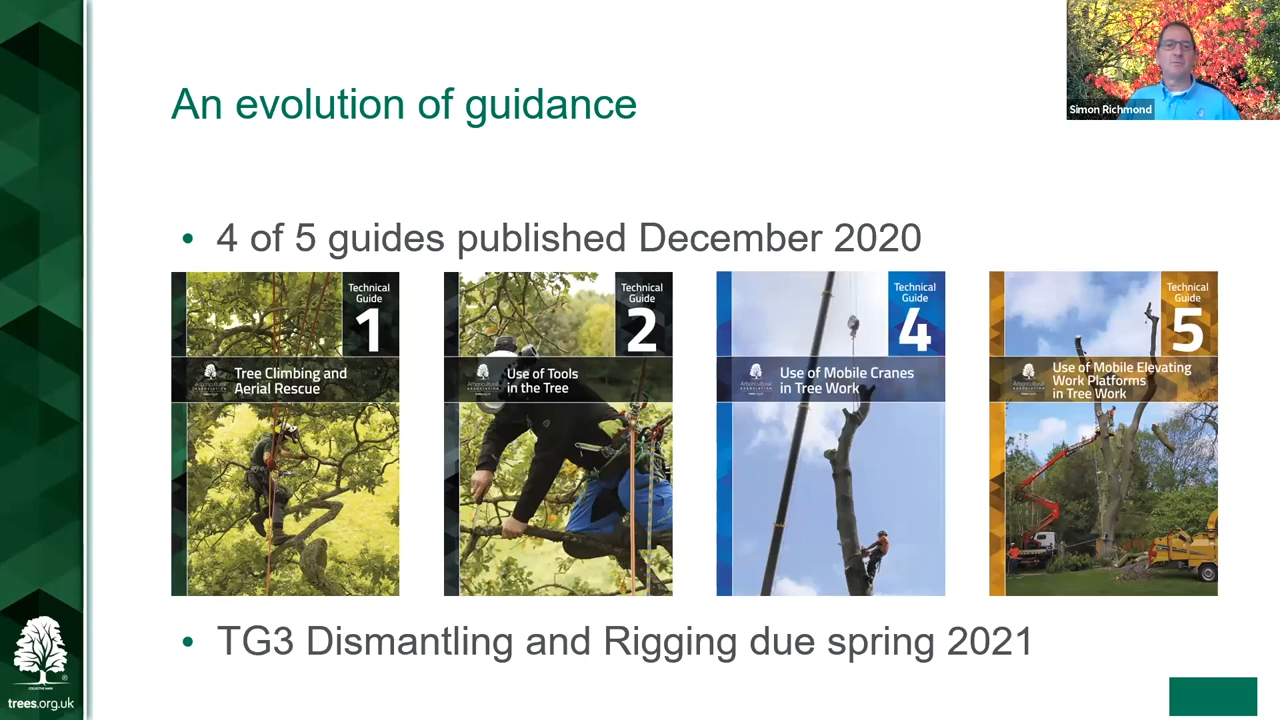 An evolution of guidance
Simon Richmond
• 4 of 5 guides published December 2020
Technical
Guide
1
Tree Climbing and
Aerial Rescue
Technical
Guide
2
Use of Tools
in the Tree
Technical
Guide
4
Use of Mobile Cranes
in Tree Work
Technical
Guide
5
Use of Mobile Elevating
Work Platforms
in Tree Work
• TG3 Dismantling and Rigging due spring 2021
trees.org.uk